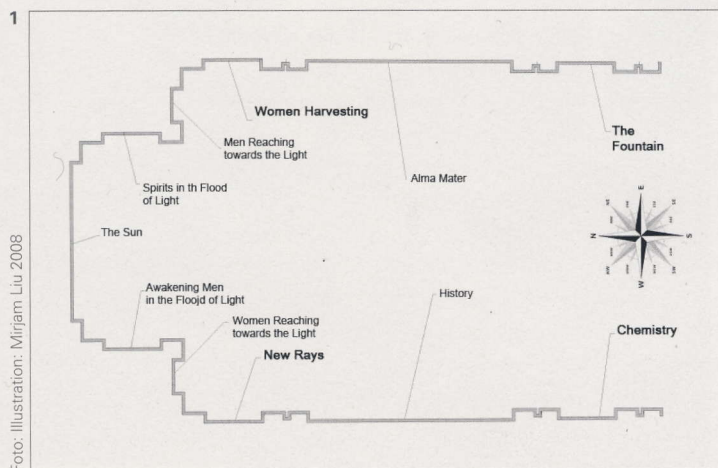 1
Women Harvesting
Men Reaching
towards the Light
The
Fountain
Alma Mater
Spirits in th Flood
of Light
The Sun
E
N
S
W
Awakening Men
in the Floojd of Light
History
Women Reaching
towards the Light
Chemistry
New Rays
Foto: Illustration: Mirjam Liu 2008